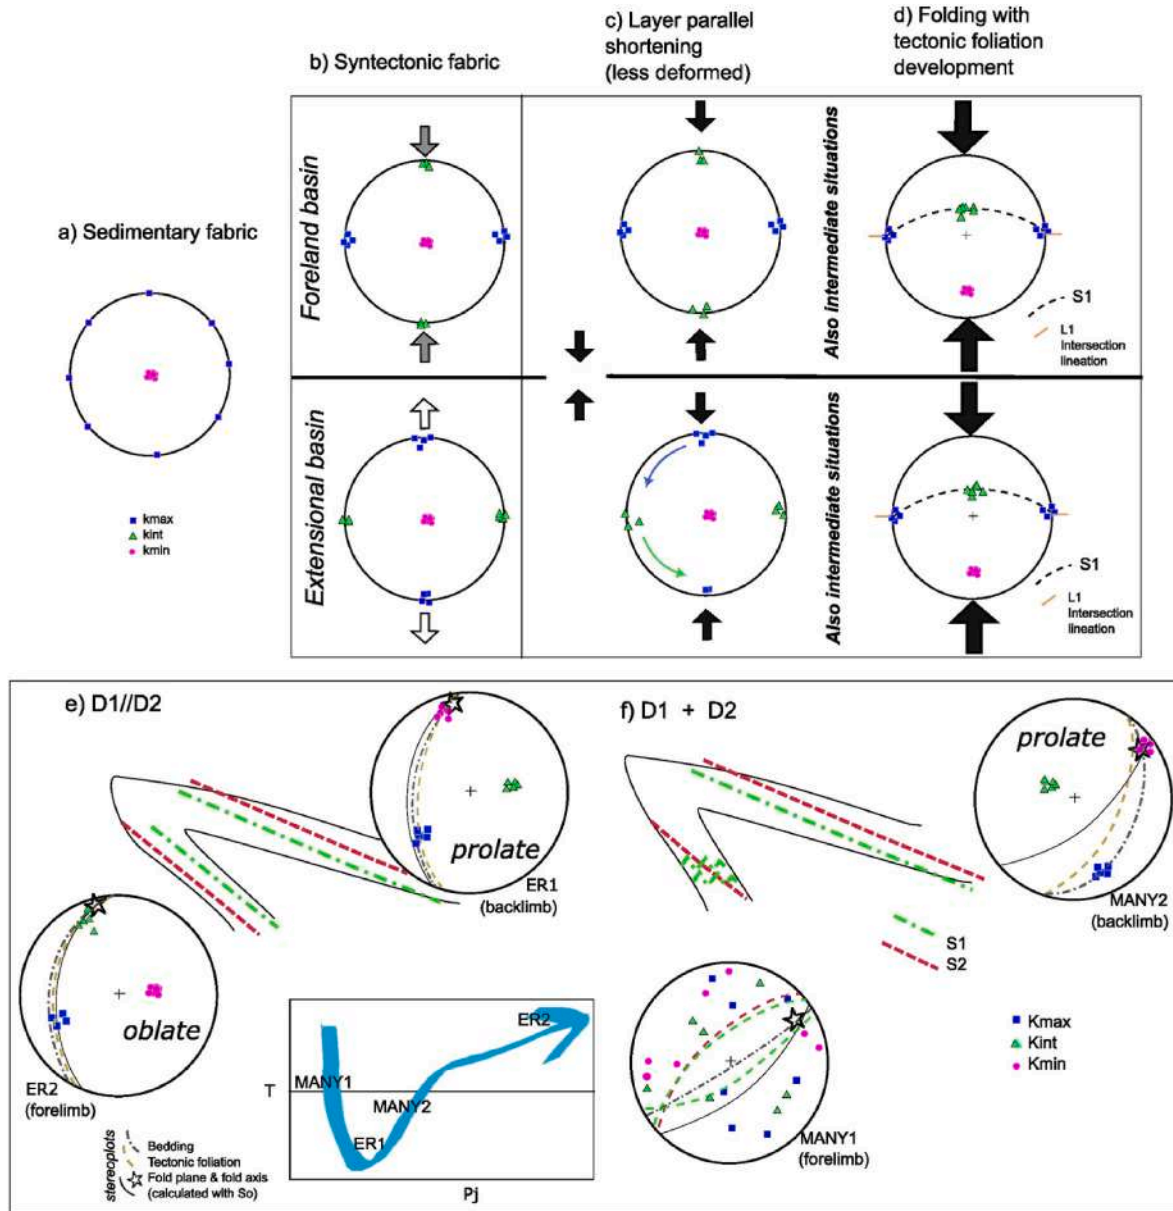 a) Sedimentary fabric
kmax
kint
kmin
b) Syntectonic fabric
c) Layer parallel
shortening
(less deformed)
d) Folding with
tectonic foliation
development
Foreland basin
Also intermediate situations
S1
L1
Intersection
lineation
Extensional basin
Also intermediate situations
S1
L1
Intersection
lineation
e) D1//D2
prolate
ER1
(backlimb)
oblate
ER2
(forelimb)
stereoplots
Bedding
Tectonic foliation
Fold plane & fold axis
(calculated with So)
T
MANY1
ER1
MANY2
ER2
Pj
f) D1 + D2
prolate
MANY2
(backlimb)
S1
S2
MANY1
(forelimb)
Kmax
Kint
Kmin